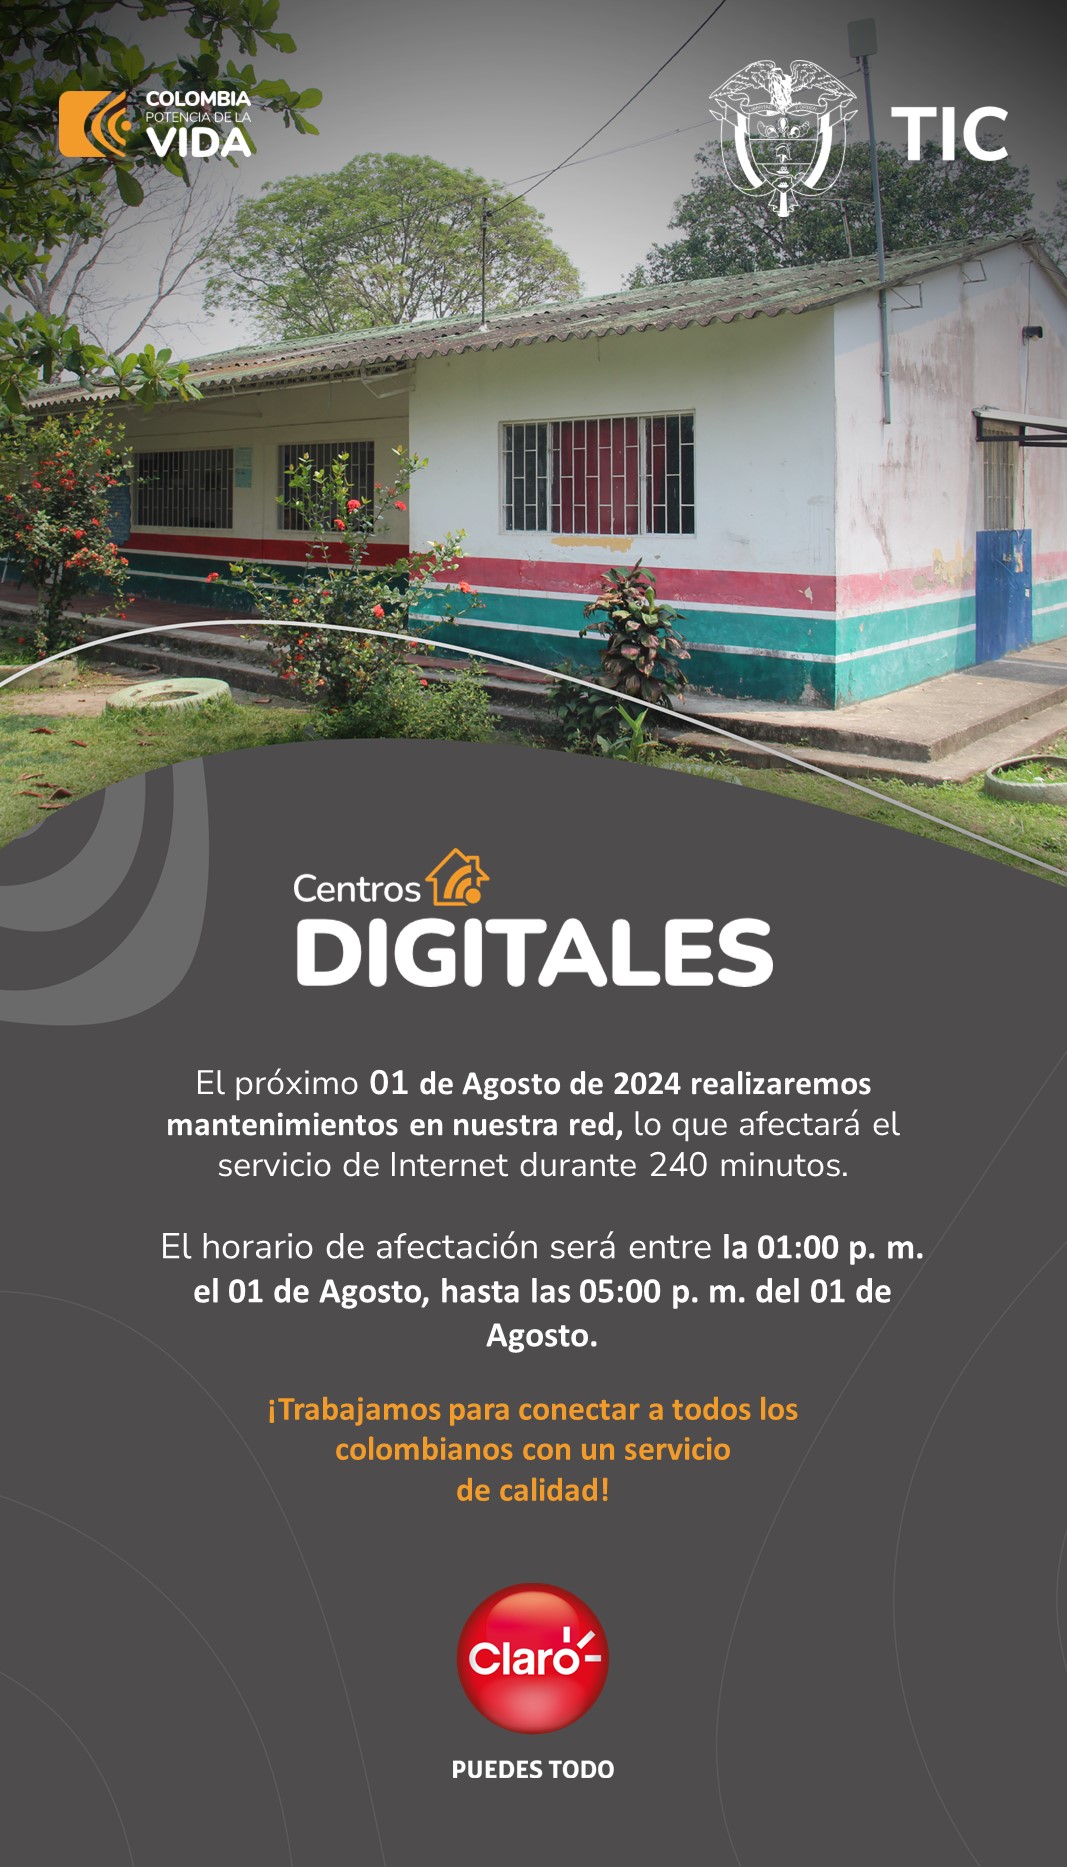 COLOMBIA
POTENCIA DE LA
VIDA
TIC
Centros
DIGITALES
El próximo 01 de Agosto de 2024 realizaremos
mantenimientos en nuestra red, lo que afectará el
servicio de Internet durante 240 minutos.
El horario de afectación será entre la 01:00 p. m.
el 01 de Agosto, hasta las 05:00 p. m. del 01 de
Agosto.
¡Trabajamos para conectar a todos los
colombianos con un servicio
de calidad!
Claro
PUEDES TODO